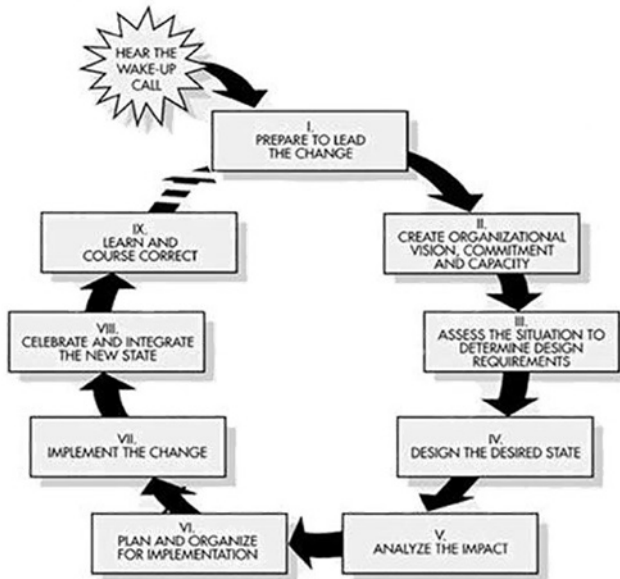 HEAR THE
WAKE-UP
CALL
I.
PREPARE TO LEAD
THE CHANGE
II.
CREATE ORGANIZATIONAL
VISION, COMMITMENT
AND CAPACITY
III.
ASSESS THE SITUATION TO
DETERMINE DESIGN
REQUIREMENTS
IV.
DESIGN THE DESIRED STATE
V.
ANALYZE THE IMPACT
VI.
PLAN AND ORGANIZE
FOR IMPLEMENTATION
VII.
IMPLEMENT THE CHANGE
VIII.
CELEBRATE AND INTEGRATE
THE NEW STATE
IX.
LEARN AND
COURSE CORRECT